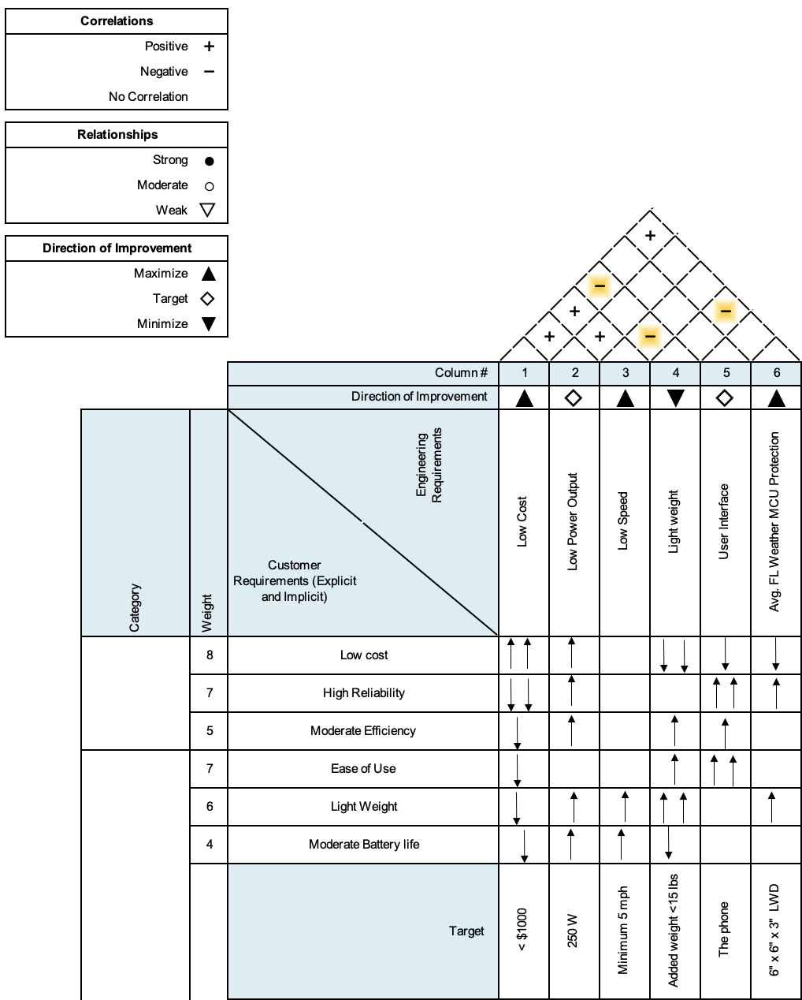 Correlations
Positive +
Negative −
No Correlation
Relationships
Strong ●
Moderate ○
Weak ▽
Direction of Improvement
Maximize ▲
Target ◇
Minimize ▼
+
−
+ −
+ + −
Column # 1 2 3 4 5 6
Direction of Improvement ▲ ◇ ▲ ▼ ◇ ▲
Category
Weight
Customer
Requirements (Explicit
and Implicit)
Engineering
Requirements
Low Cost
Low Power Output
Low Speed
Light weight
User Interface
Avg. FL Weather MCU Protection
8 Low cost ↑↑ ↑ ↓↓ ↓ ↓
7 High Reliability ↓↓ ↑ ↑↑ ↑
5 Moderate Efficiency ↓ ↑ ↑ ↑
7 Ease of Use ↓ ↑ ↑↑
6 Light Weight ↓ ↑ ↑ ↑↑ ↑
4 Moderate Battery life ↓ ↑ ↑ ↓
Target
< $1000
250 W
Minimum 5 mph
Added weight <15 lbs
The phone
6" x 6" x 3" LWD